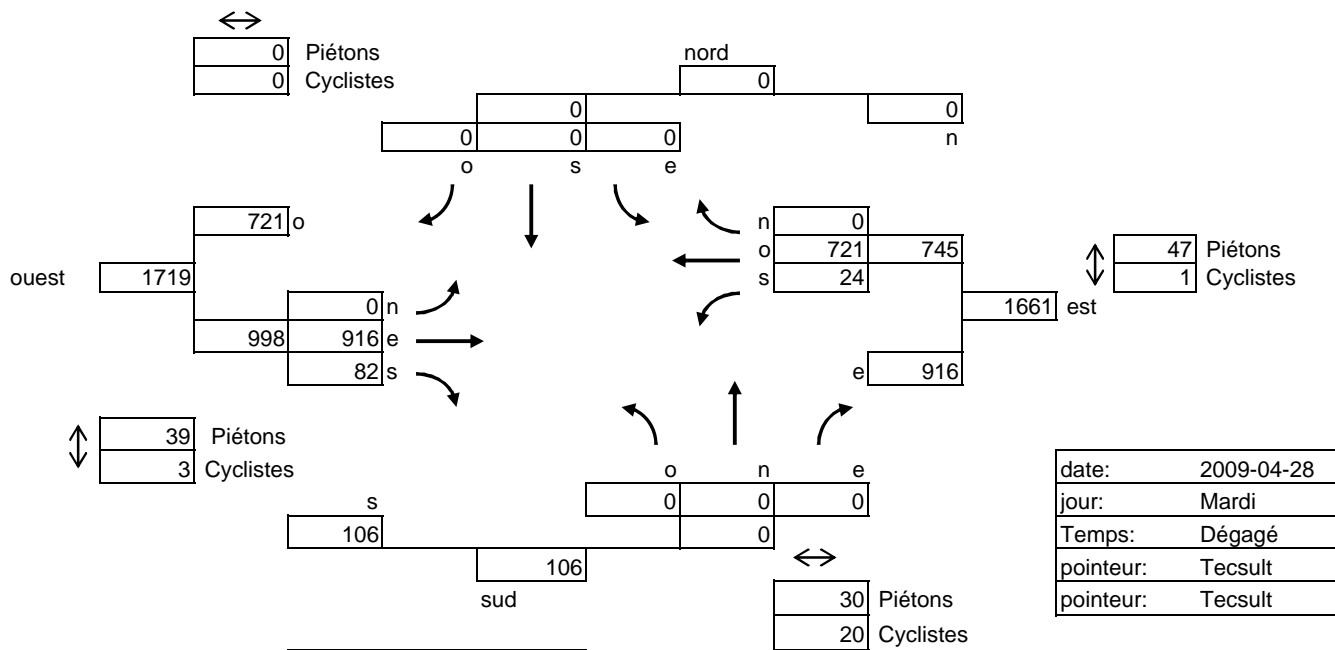 0 Piétons
0 Cyclistes
nord
0
0
0
0 0 0
n
o s e
721 o
n 0
o 721 745
s 24
47 Piétons
1 Cyclistes
ouest 1719
0 n
998 916 e
82 s
1661 est
e 916
39 Piétons
3 Cyclistes
o n e
0 0 0
0
s
106
106
sud
30 Piétons
20 Cyclistes
date: 2009-04-28
jour: Mardi
Temps: Dégagé
pointeur: Tecsult
pointeur: Tecsult